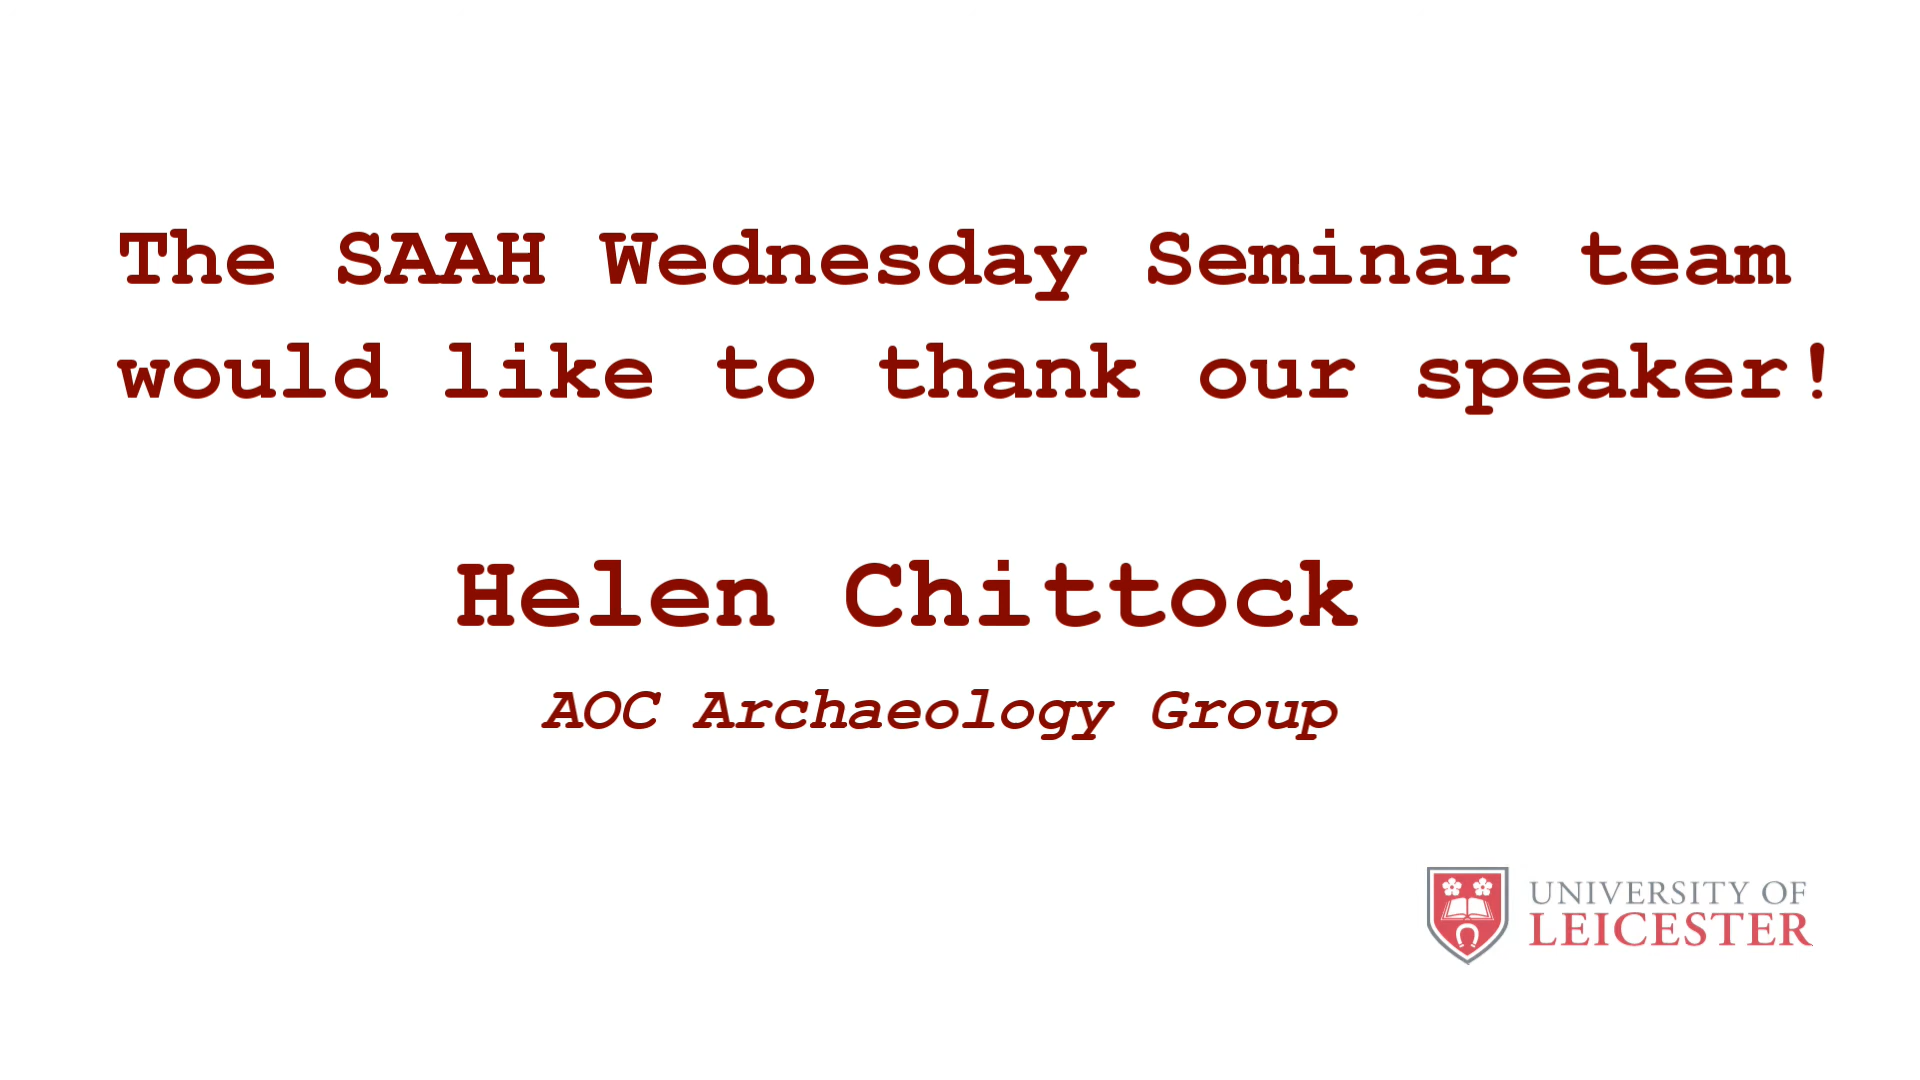 The SAAH Wednesday Seminar team
would like to thank our speaker!
Helen Chittock
AOC Archaeology Group
UNIVERSITY OF
LEICESTER